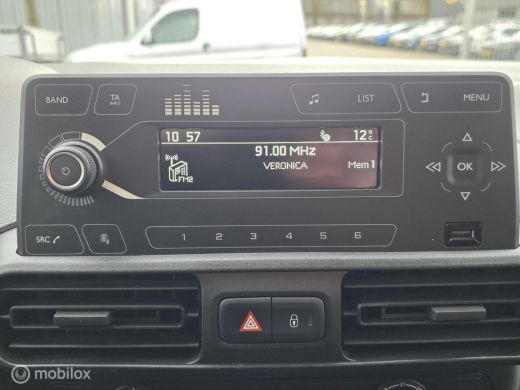 BAND
TA
INFO
LIST
MENU
10 57
12°C
91.00 MHz
VERONICA
Mem 1
FM2
OK
SRC
1 2 3 4 5 6
© mobilox